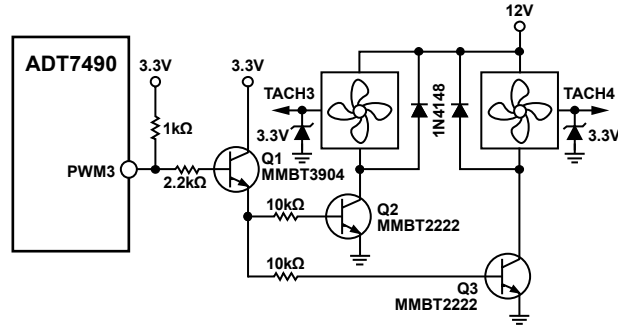 12V
ADT7490
3.3V
3.3V
TACH3
1N4148
TACH4
1kΩ
3.3V
3.3V
Q1
MMBT3904
PWM3
2.2kΩ
10kΩ
Q2
MMBT2222
10kΩ
Q3
MMBT2222